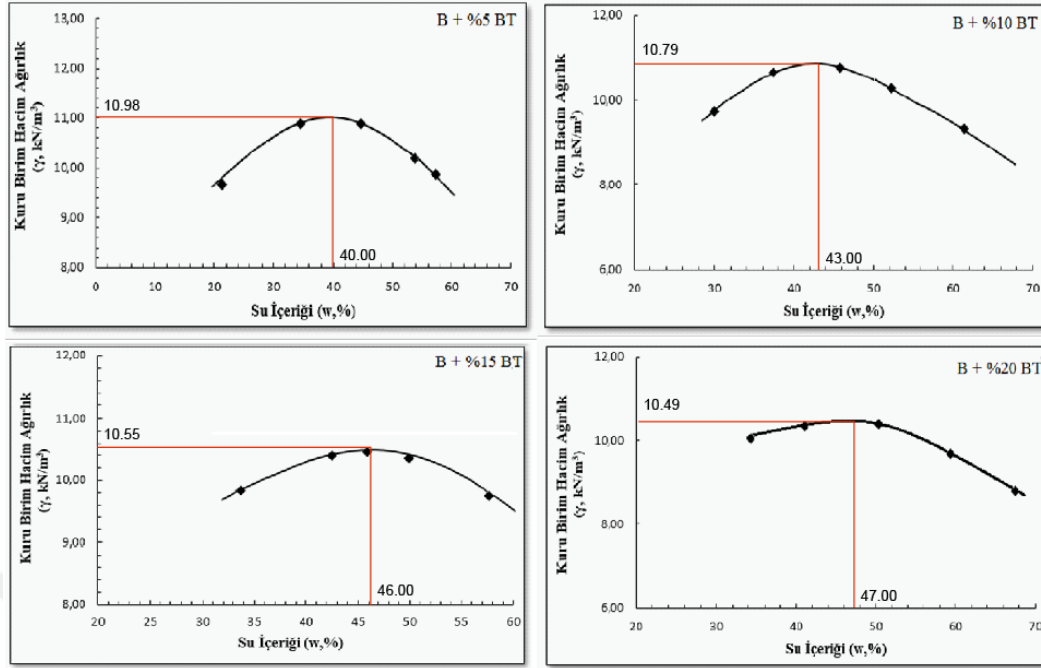 B + %5 BT
13,00
12,00
11,00
10,00
9,00
8,00
10.98
40.00
0 10 20 30 40 50 60 70
Kuru Birim Hacim Ağırlık
(γ, kN/m³)
Su İçeriği (w,%)
B + %10 BT
12,00
10,00
8,00
6,00
10.79
43.00
20 30 40 50 60 70
Kuru Birim Hacim Ağırlık
(γ, kN/m³)
Su İçeriği (w,%)
B + %15 BT
12,00
11,00
10,00
9,00
8,00
10.55
46.00
20 25 30 35 40 45 50 55 60
Kuru Birim Hacim Ağırlık
(γ, kN/m³)
Su İçeriği (w,%)
B + %20 BT
12,00
10,00
8,00
6,00
10.49
47.00
20 30 40 50 60 70
Kuru Birim Hacim Ağırlık
(γ, kN/m³)
Su İçeriği (w,%)